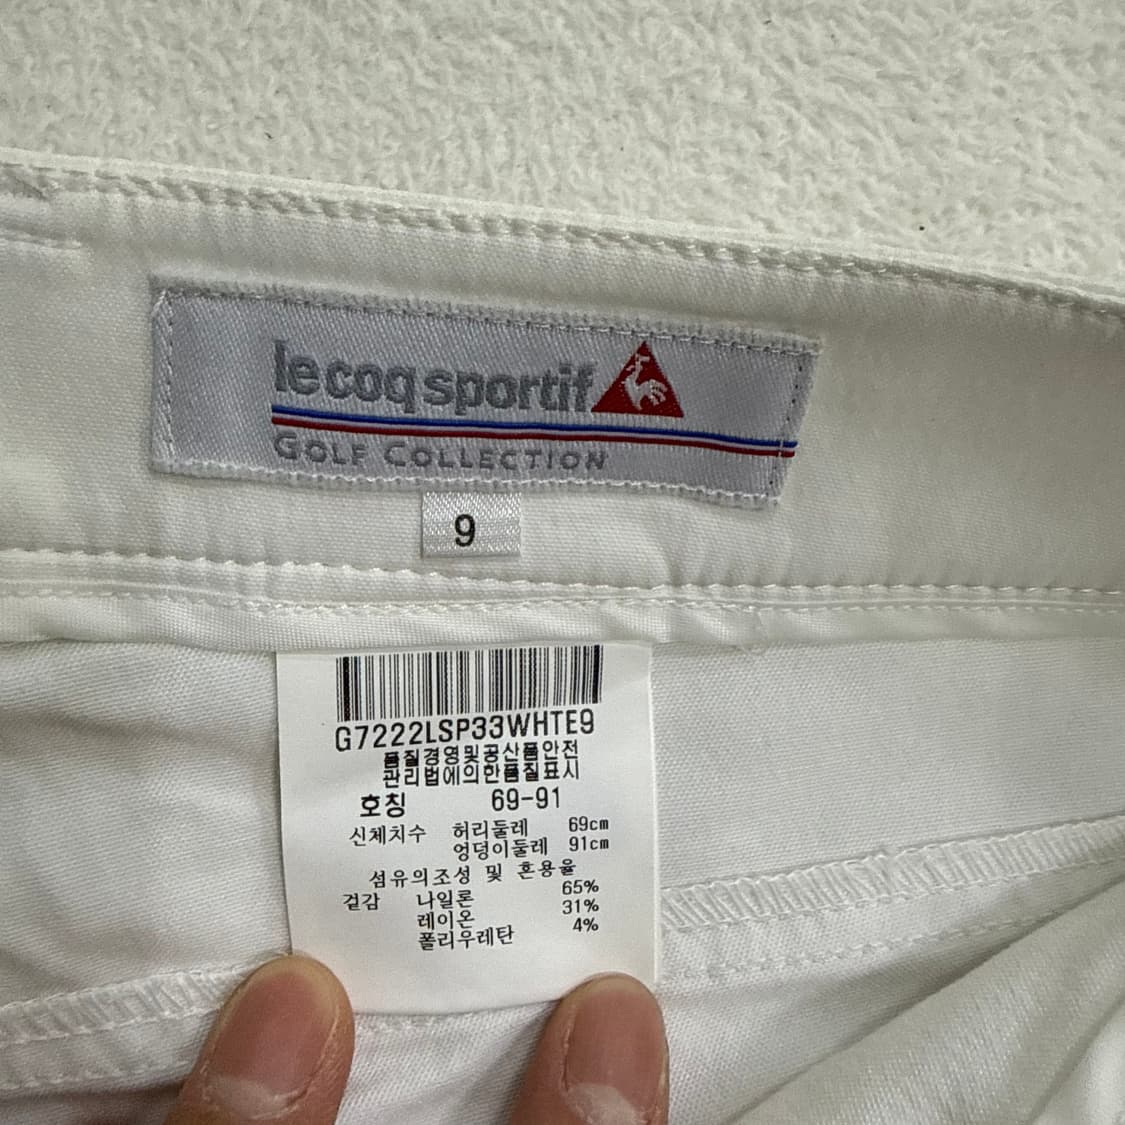 le coq sportif
GOLF COLLECTION
9
G7222LSP33WHTE9
품질경영및공산품안전
관리법에의한품질표시
호칭 69-91
신체치수 허리둘레 69cm
엉덩이둘레 91cm
섬유의조성 및 혼용율
겉감 나일론 65%
레이온 31%
폴리우레탄 4%